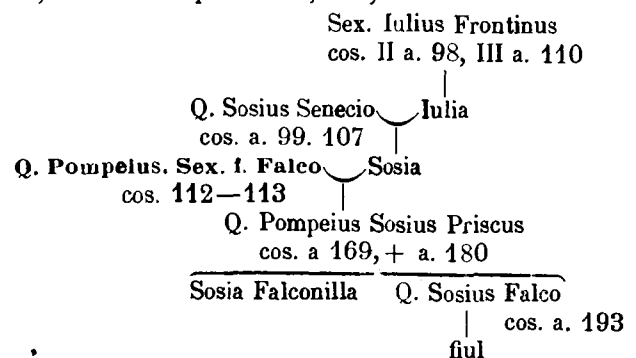 Sex. Iulius Frontinus
cos. II a. 98, III a. 110
Q. Sosius Senecio Iulia
cos. a. 99. 107
Q. Pompeius. Sex. f. Falco Sosia
cos. 112—113
Q. Pompeius Sosius Priscus
cos. a 169, + a. 180
Sosia Falconilla Q. Sosius Falco
cos. a. 193
fiul